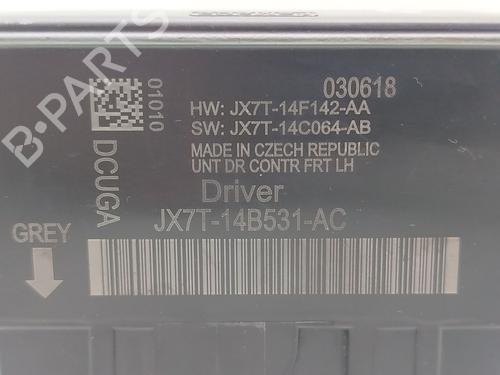 B-PARTS
030618
01010
HW: JX7T-14F142-AA
SW: JX7T-14C064-AB
MADE IN CZECH REPUBLIC
UNT DR CONTR FRT LH
DCUGA
Driver
JX7T-14B531-AC
GREY